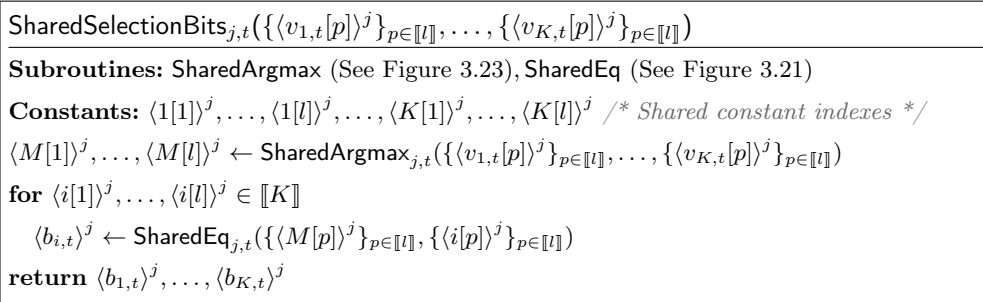 SharedSelectionBits_{j,t}({⟨v_{1,t}[p]⟩^j}_{p∈⟦l⟧}, . . . , {⟨v_{K,t}[p]⟩^j}_{p∈⟦l⟧})
Subroutines: SharedArgmax (See Figure 3.23), SharedEq (See Figure 3.21)
Constants: ⟨1[1]⟩^j, . . . , ⟨1[l]⟩^j, . . . , ⟨K[1]⟩^j, . . . , ⟨K[l]⟩^j /* Shared constant indexes */
⟨M[1]⟩^j, . . . , ⟨M[l]⟩^j ← SharedArgmax_{j,t}({⟨v_{1,t}[p]⟩^j}_{p∈⟦l⟧}, . . . , {⟨v_{K,t}[p]⟩^j}_{p∈⟦l⟧})
for ⟨i[1]⟩^j, . . . , ⟨i[l]⟩^j ∈ ⟦K⟧
⟨b_{i,t}⟩^j ← SharedEq_{j,t}({⟨M[p]⟩^j}_{p∈⟦l⟧}, {⟨i[p]⟩^j}_{p∈⟦l⟧})
return ⟨b_{1,t}⟩^j, . . . , ⟨b_{K,t}⟩^j